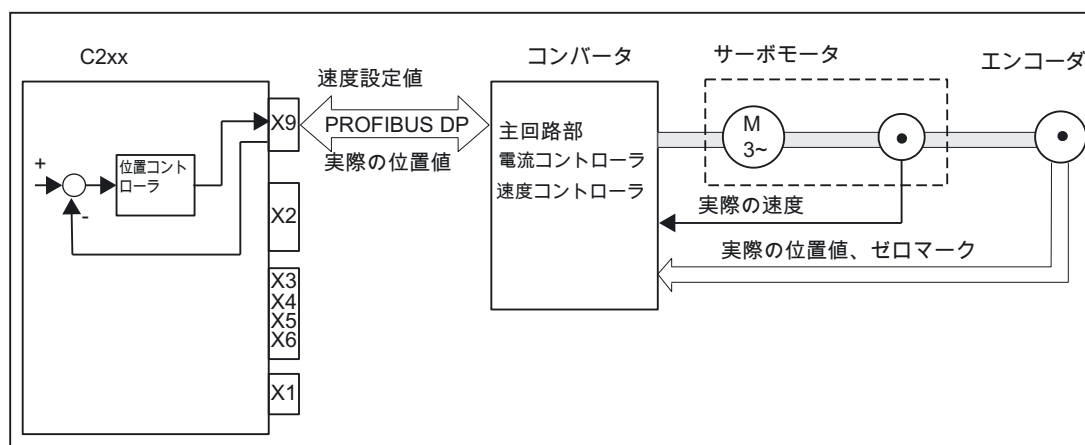 C2xx
コンバータ
サーボモータ
エンコーダ
速度設定値
X9
PROFIBUS DP
実際の位置値
主回路部
電流コントローラ
速度コントローラ
M
3~
+
-
位置コント
ローラ
X2
実際の速度
実際の位置値、ゼロマーク
X3
X4
X5
X6
X1